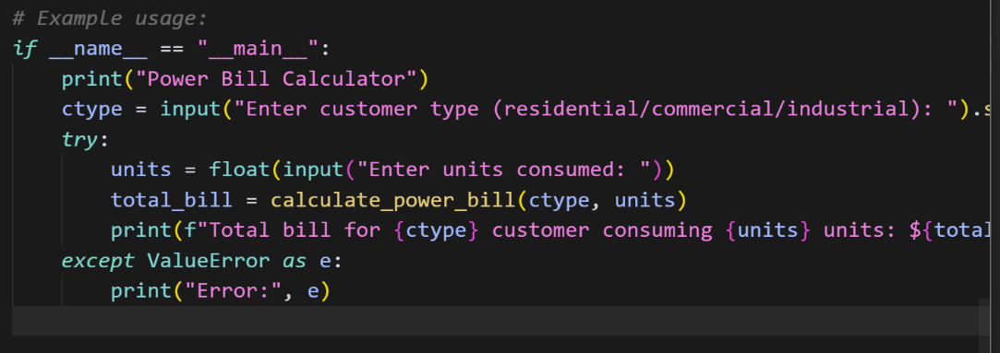 # Example usage:
if __name__ == "__main__":
    print("Power Bill Calculator")
    ctype = input("Enter customer type (residential/commercial/industrial): ").s
    try:
        units = float(input("Enter units consumed: "))
        total_bill = calculate_power_bill(ctype, units)
        print(f"Total bill for {ctype} customer consuming {units} units: ${total
    except ValueError as e:
        print("Error:", e)